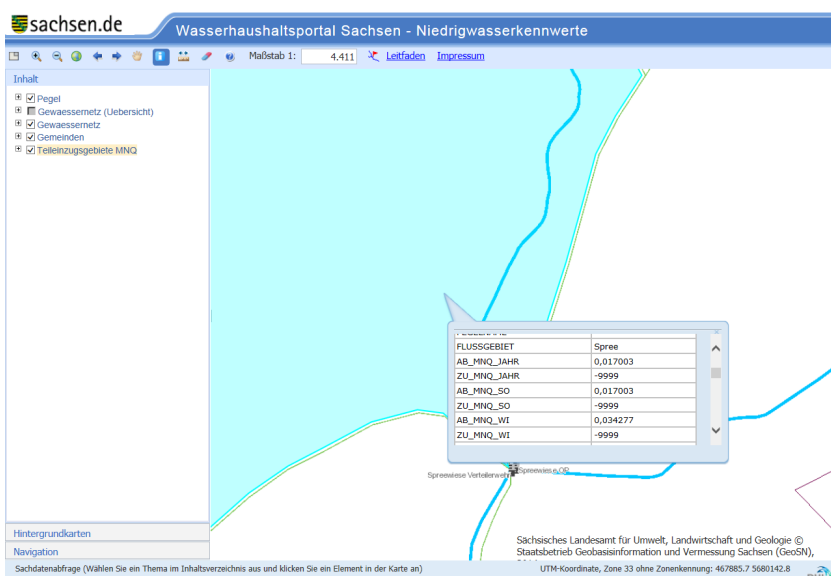 sachsen.de
Wasserhaushaltsportal Sachsen - Niedrigwasserkennwerte
Maßstab 1: 4.411 Leitfaden Impressum
Inhalt
Pegel
Gewaessernetz (Uebersicht)
Gewaessernetz
Gemeinden
Teileinzugsgebiete MNQ
FLUSSGEBIET Spree
AB_MNQ_JAHR 0,017003
ZU_MNQ_JAHR -9999
AB_MNQ_SO 0,017003
ZU_MNQ_SO -9999
AB_MNQ_WI 0,034277
ZU_MNQ_WI -9999
Spreewiese Verteilerwehr Spreewiese OP
Hintergrundkarten
Navigation
Sächsisches Landesamt für Umwelt, Landwirtschaft und Geologie ©
Staatsbetrieb Geobasisinformation und Vermessung Sachsen (GeoSN),
Sachdatenabfrage (Wählen Sie ein Thema im Inhaltsverzeichnis aus und klicken Sie ein Element in der Karte an) UTM-Koordinate, Zone 33 ohne Zonenkennung: 467885.7 5680142.8